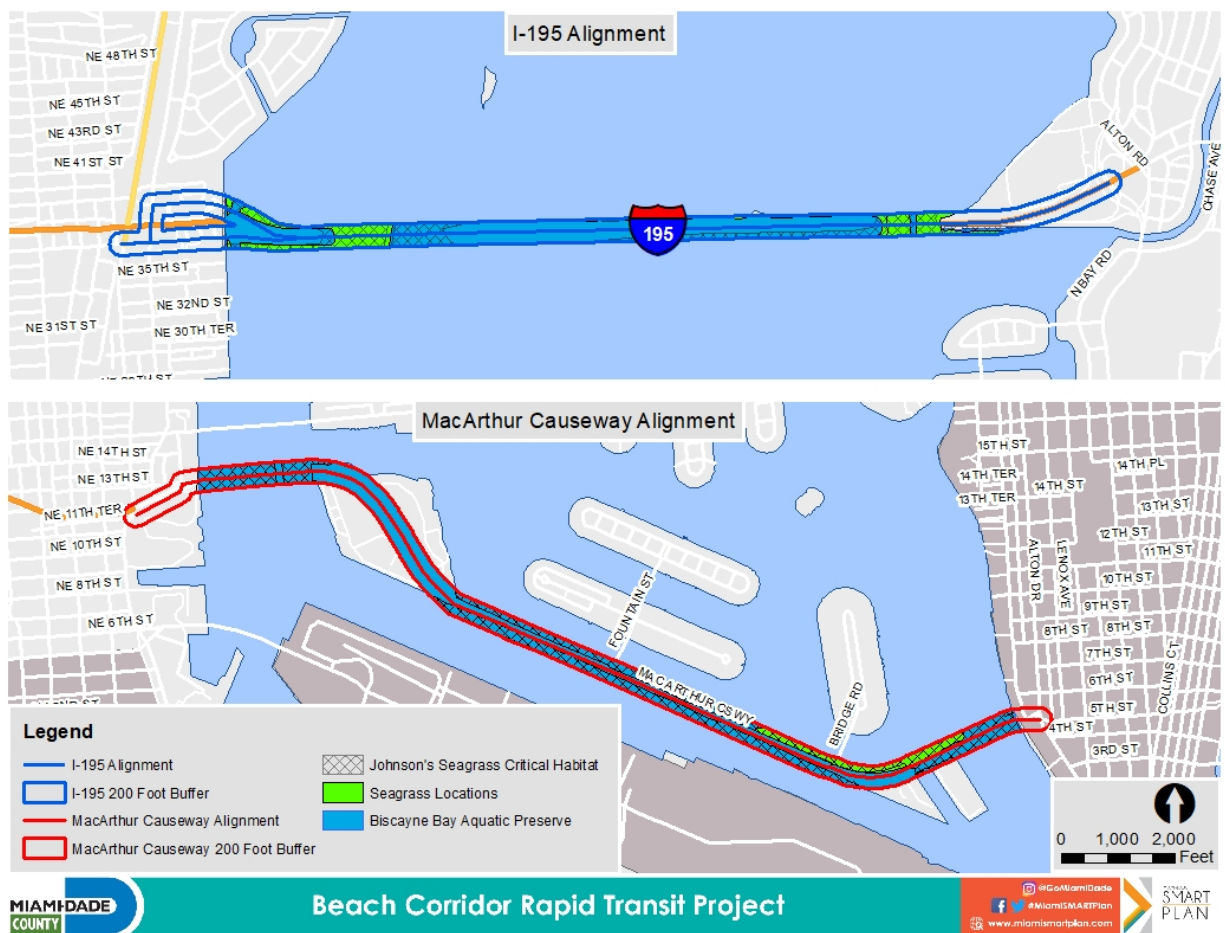 I-195 Alignment
NE 48TH ST
NE 45TH ST
NE 43RD ST
NE 41ST ST
ALTON RD
CHASE AVE
195
NE 35TH ST
N BAY RD
NE 32ND ST
NE 31ST ST
NE 30TH TER
MacArthur Causeway Alignment
NE 14TH ST
NE 13TH ST
NE 11TH TER
NE 10TH ST
NE 8TH ST
NE 6TH ST
15TH ST
14TH PL
14TH TER
14TH ST
13TH TER
13TH ST
12TH ST
11TH ST
ALTON DR
LENOX AVE
10TH ST
9TH ST
8TH ST
8TH ST
7TH ST
6TH ST
COLLINS CT
5TH ST
4TH ST
3RD ST
FOUNTAIN ST
MACARTHUR CSWY
BRIDGE RD
Legend
I-195 Alignment
I-195 200 Foot Buffer
MacArthur Causeway Alignment
MacArthur Causeway 200 Foot Buffer
Johnson's Seagrass Critical Habitat
Seagrass Locations
Biscayne Bay Aquatic Preserve
0 1,000 2,000
Feet
MIAMI-DADE
COUNTY
Beach Corridor Rapid Transit Project
@GoMiamiDade
#MiamiSMARTPlan
www.miamismartplan.com
SMART
PLAN